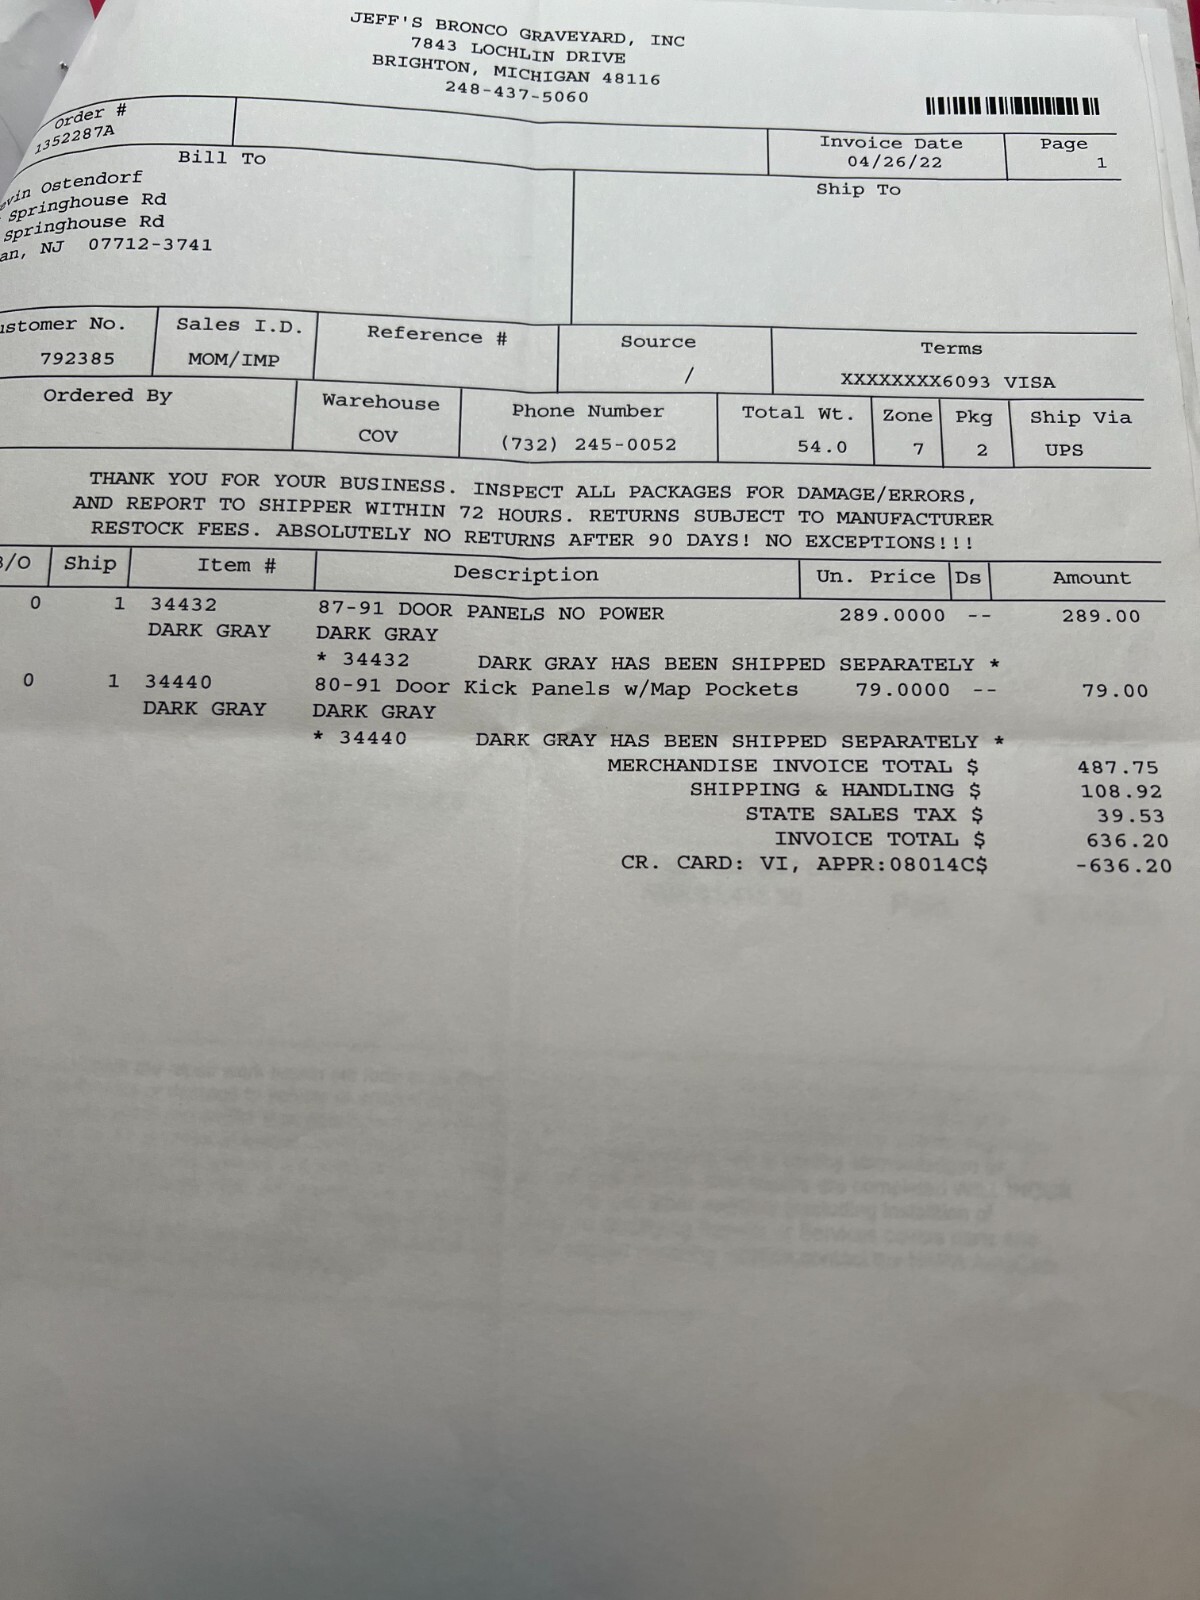 JEFF'S BRONCO GRAVEYARD, INC
7843 LOCHLIN DRIVE
BRIGHTON, MICHIGAN 48116
248-437-5060
Order #
1352287A
Invoice Date
04/26/22
Page
1
Bill To
Ship To
evin Ostendorf
Springhouse Rd
Springhouse Rd
an, NJ 07712-3741
ustomer No.
792385
Sales I.D.
MOM/IMP
Reference #
Source
/
Terms
XXXXXXXX6093 VISA
Ordered By
Warehouse
COV
Phone Number
(732) 245-0052
Total Wt.
54.0
Zone
7
Pkg
2
Ship Via
UPS
THANK YOU FOR YOUR BUSINESS. INSPECT ALL PACKAGES FOR DAMAGE/ERRORS,
AND REPORT TO SHIPPER WITHIN 72 HOURS. RETURNS SUBJECT TO MANUFACTURER
RESTOCK FEES. ABSOLUTELY NO RETURNS AFTER 90 DAYS! NO EXCEPTIONS!!!
B/O Ship Item # Description Un. Price Ds Amount
0 1 34432 87-91 DOOR PANELS NO POWER 289.0000 -- 289.00
DARK GRAY DARK GRAY
* 34432 DARK GRAY HAS BEEN SHIPPED SEPARATELY *
0 1 34440 80-91 Door Kick Panels w/Map Pockets 79.0000 -- 79.00
DARK GRAY DARK GRAY
* 34440 DARK GRAY HAS BEEN SHIPPED SEPARATELY *
MERCHANDISE INVOICE TOTAL $ 487.75
SHIPPING & HANDLING $ 108.92
STATE SALES TAX $ 39.53
INVOICE TOTAL $ 636.20
CR. CARD: VI, APPR:08014C$ -636.20